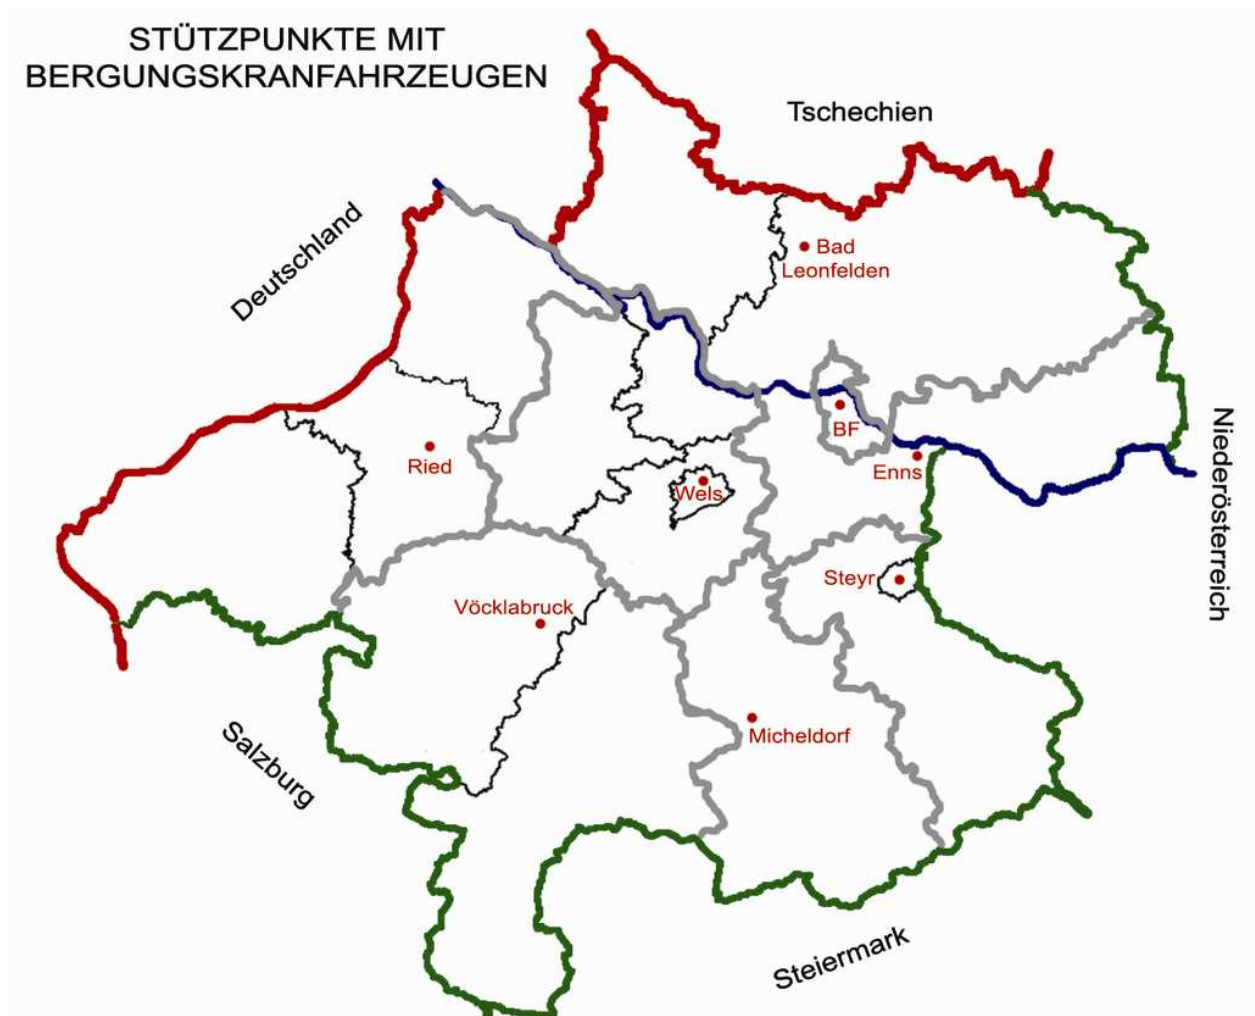 STÜTZPUNKTE MIT
BERGUNGSKRANFAHRZEUGEN
Tschechien
Deutschland
Bad
Leonfelden
BF
Niederösterreich
Ried
Enns
Wels
Steyr
Vöcklabruck
Micheldorf
Salzburg
Steiermark